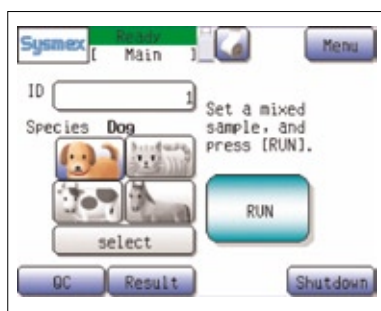 Sysmex
Ready
[ Main ]
Menu
ID 1
Species Dog
Set a mixed
sample, and
press [RUN].
RUN
select
QC
Result
Shutdown